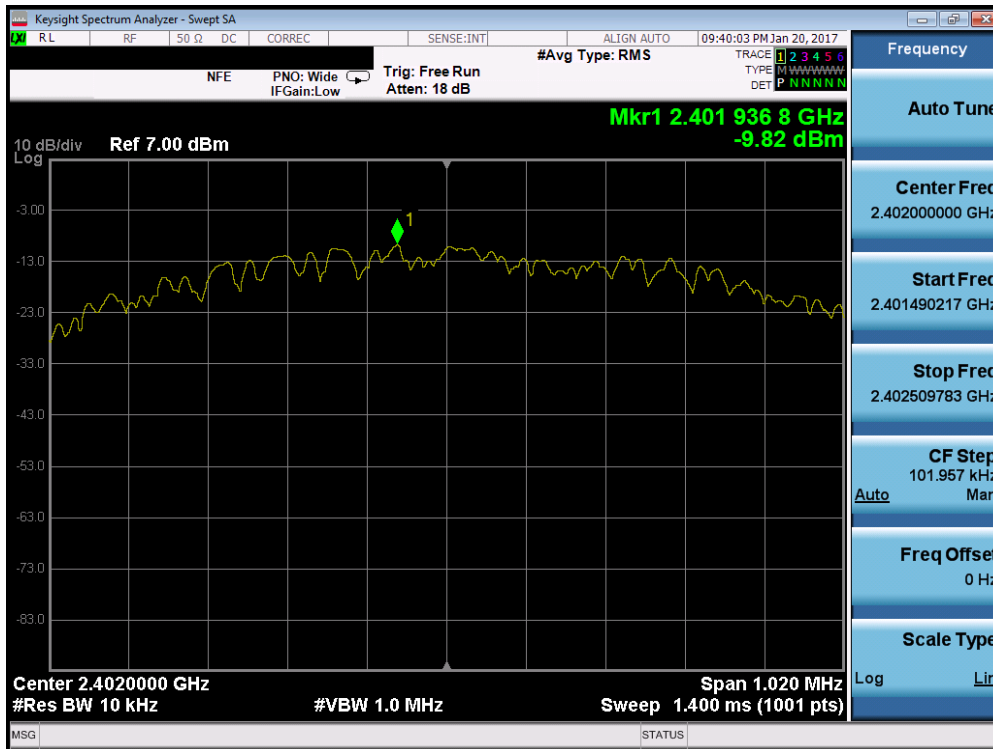 Keysight Spectrum Analyzer - Swept SA
LXI RL RF 50 Ω DC CORREC SENSE:INT ALIGN AUTO 09:40:03 PM Jan 20, 2017
#Avg Type: RMS
TRACE 1 2 3 4 5 6
TYPE M WWWWW
DET P N N N N N
NFE PNO: Wide Trig: Free Run
IFGain:Low Atten: 18 dB
Mkr1 2.401 936 8 GHz
-9.82 dBm
10 dB/div Ref 7.00 dBm
Log
1
-3.00
-13.0
-23.0
-33.0
-43.0
-53.0
-63.0
-73.0
-83.0
Center 2.4020000 GHz Span 1.020 MHz
#Res BW 10 kHz #VBW 1.0 MHz Sweep 1.400 ms (1001 pts)
MSG STATUS
Frequency
Auto Tune
Center Freq
2.402000000 GHz
Start Freq
2.401490217 GHz
Stop Freq
2.402509783 GHz
CF Step
101.957 kHz
Auto Man
Freq Offset
0 Hz
Scale Type
Log Lin